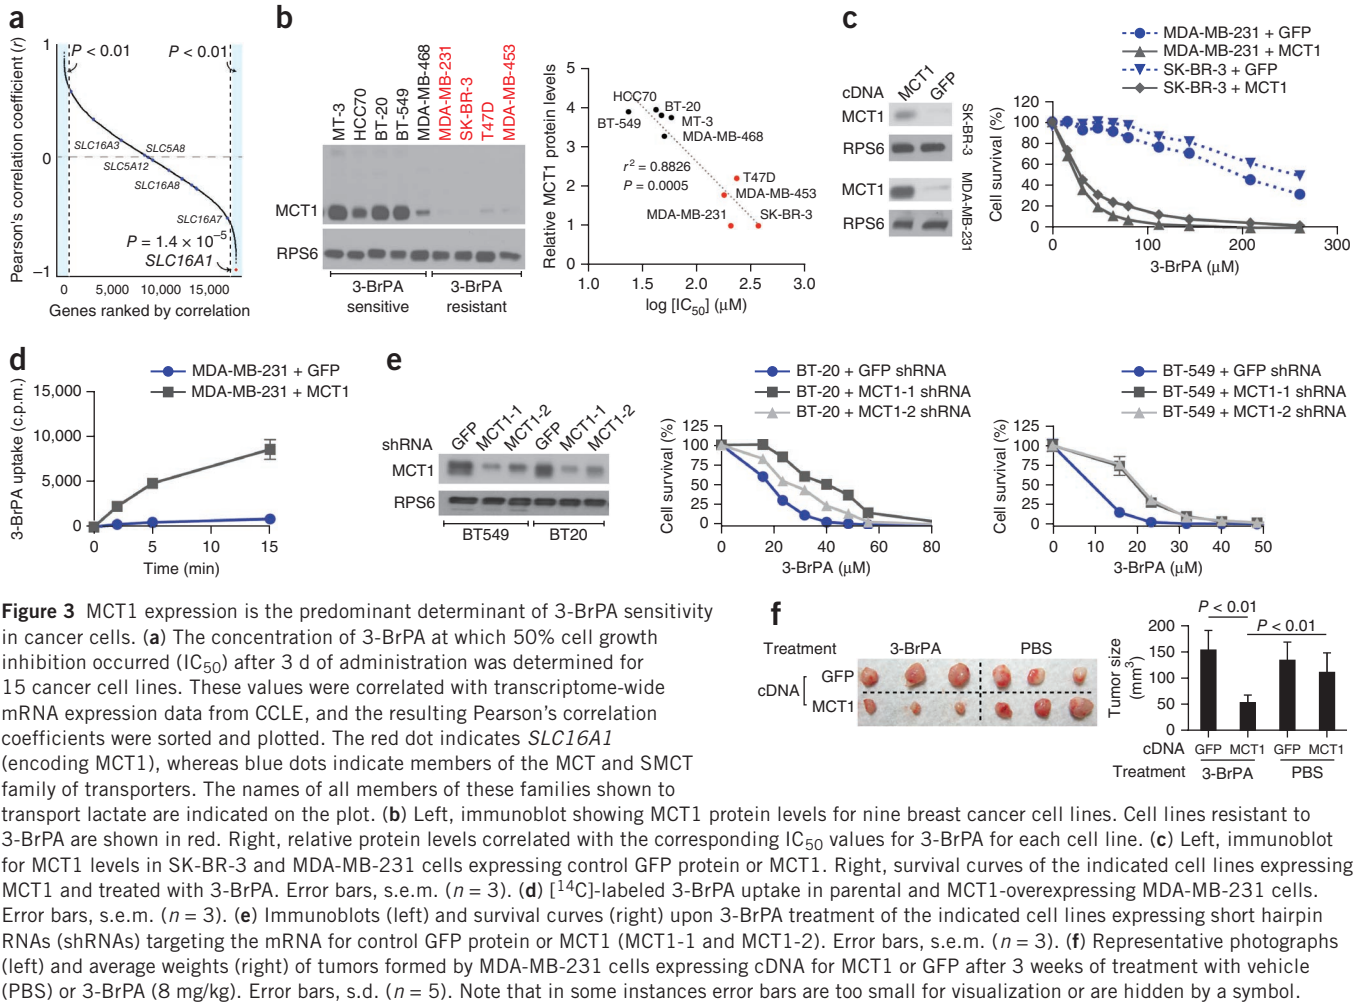 a
Pearson's correlation coefficient (r)
1
0
−1
P < 0.01
P < 0.01
SLC16A3
SLC5A8
SLC5A12
SLC16A8
SLC16A7
P = 1.4 × 10⁻⁵
SLC16A1
0 5,000 10,000 15,000
Genes ranked by correlation
b
MT-3
HCC70
BT-20
BT-549
MDA-MB-468
MDA-MB-231
SK-BR-3
T47D
MDA-MB-453
MCT1
RPS6
3-BrPA sensitive
3-BrPA resistant
Relative MCT1 protein levels
5
4
3
2
1
0
HCC70
BT-20
BT-549
MT-3
MDA-MB-468
r² = 0.8826
P = 0.0005
T47D
MDA-MB-453
MDA-MB-231
SK-BR-3
1.0 1.5 2.0 2.5 3.0
log [IC₅₀] (μM)
c
cDNA
MCT1
GFP
MCT1
RPS6
SK-BR-3
MCT1
RPS6
MDA-MB-231
MDA-MB-231 + GFP
MDA-MB-231 + MCT1
SK-BR-3 + GFP
SK-BR-3 + MCT1
Cell survival (%)
120
100
80
60
40
20
0
0 100 200 300
3-BrPA (μM)
d
MDA-MB-231 + GFP
MDA-MB-231 + MCT1
3-BrPA uptake (c.p.m.)
15,000
10,000
5,000
0
0 5 10 15
Time (min)
e
shRNA
GFP
MCT1-1
MCT1-2
GFP
MCT1-1
MCT1-2
MCT1
RPS6
BT549
BT20
BT-20 + GFP shRNA
BT-20 + MCT1-1 shRNA
BT-20 + MCT1-2 shRNA
Cell survival (%)
125
100
75
50
25
0
0 20 40 60 80
3-BrPA (μM)
BT-549 + GFP shRNA
BT-549 + MCT1-1 shRNA
BT-549 + MCT1-2 shRNA
Cell survival (%)
125
100
75
50
25
0
0 10 20 30 40 50
3-BrPA (μM)
f
Treatment 3-BrPA PBS
cDNA
GFP
MCT1
P < 0.01
P < 0.01
Tumor size (mm³)
200
150
100
50
0
cDNA GFP MCT1 GFP MCT1
Treatment 3-BrPA PBS
Figure 3 MCT1 expression is the predominant determinant of 3-BrPA sensitivity
in cancer cells. (a) The concentration of 3-BrPA at which 50% cell growth
inhibition occurred (IC₅₀) after 3 d of administration was determined for
15 cancer cell lines. These values were correlated with transcriptome-wide
mRNA expression data from CCLE, and the resulting Pearson's correlation
coefficients were sorted and plotted. The red dot indicates SLC16A1
(encoding MCT1), whereas blue dots indicate members of the MCT and SMCT
family of transporters. The names of all members of these families shown to
transport lactate are indicated on the plot. (b) Left, immunoblot showing MCT1 protein levels for nine breast cancer cell lines. Cell lines resistant to
3-BrPA are shown in red. Right, relative protein levels correlated with the corresponding IC₅₀ values for 3-BrPA for each cell line. (c) Left, immunoblot
for MCT1 levels in SK-BR-3 and MDA-MB-231 cells expressing control GFP protein or MCT1. Right, survival curves of the indicated cell lines expressing
MCT1 and treated with 3-BrPA. Error bars, s.e.m. (n = 3). (d) [¹⁴C]-labeled 3-BrPA uptake in parental and MCT1-overexpressing MDA-MB-231 cells.
Error bars, s.e.m. (n = 3). (e) Immunoblots (left) and survival curves (right) upon 3-BrPA treatment of the indicated cell lines expressing short hairpin
RNAs (shRNAs) targeting the mRNA for control GFP protein or MCT1 (MCT1-1 and MCT1-2). Error bars, s.e.m. (n = 3). (f) Representative photographs
(left) and average weights (right) of tumors formed by MDA-MB-231 cells expressing cDNA for MCT1 or GFP after 3 weeks of treatment with vehicle
(PBS) or 3-BrPA (8 mg/kg). Error bars, s.d. (n = 5). Note that in some instances error bars are too small for visualization or are hidden by a symbol.